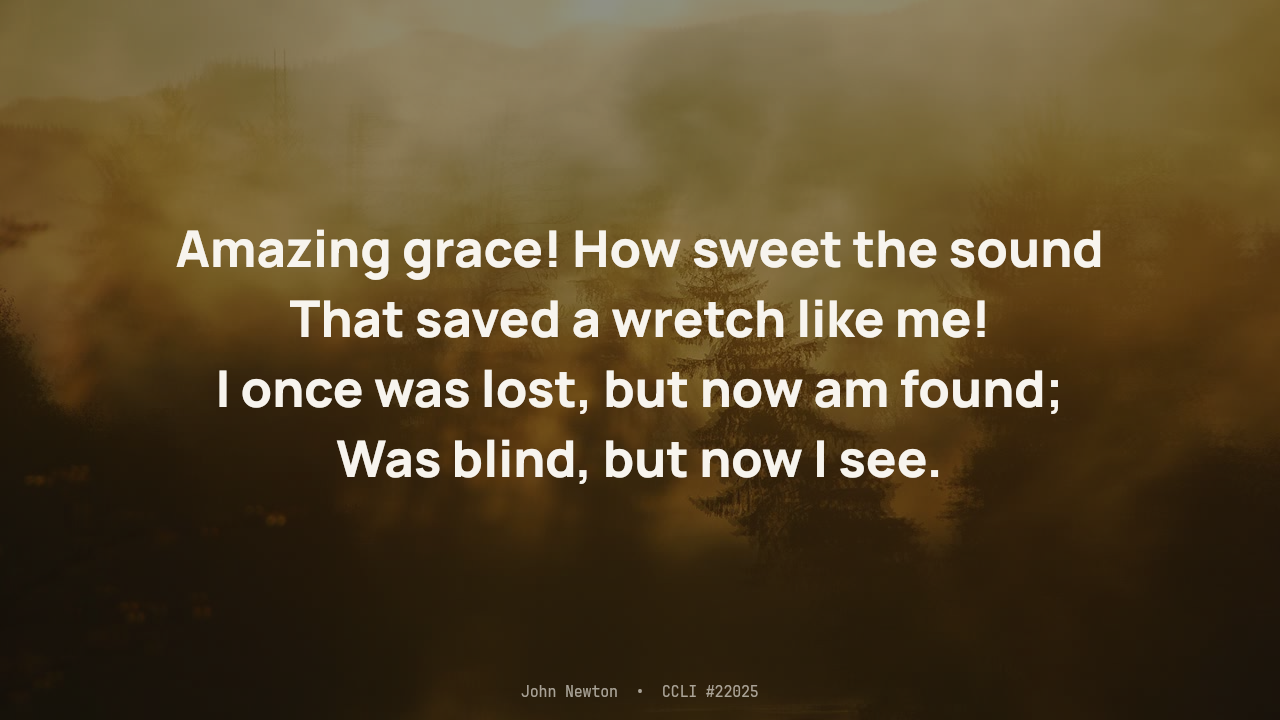 Amazing grace! How sweet the sound
That saved a wretch like me!
I once was lost, but now am found;
Was blind, but now I see.
John Newton • CCLI #22025